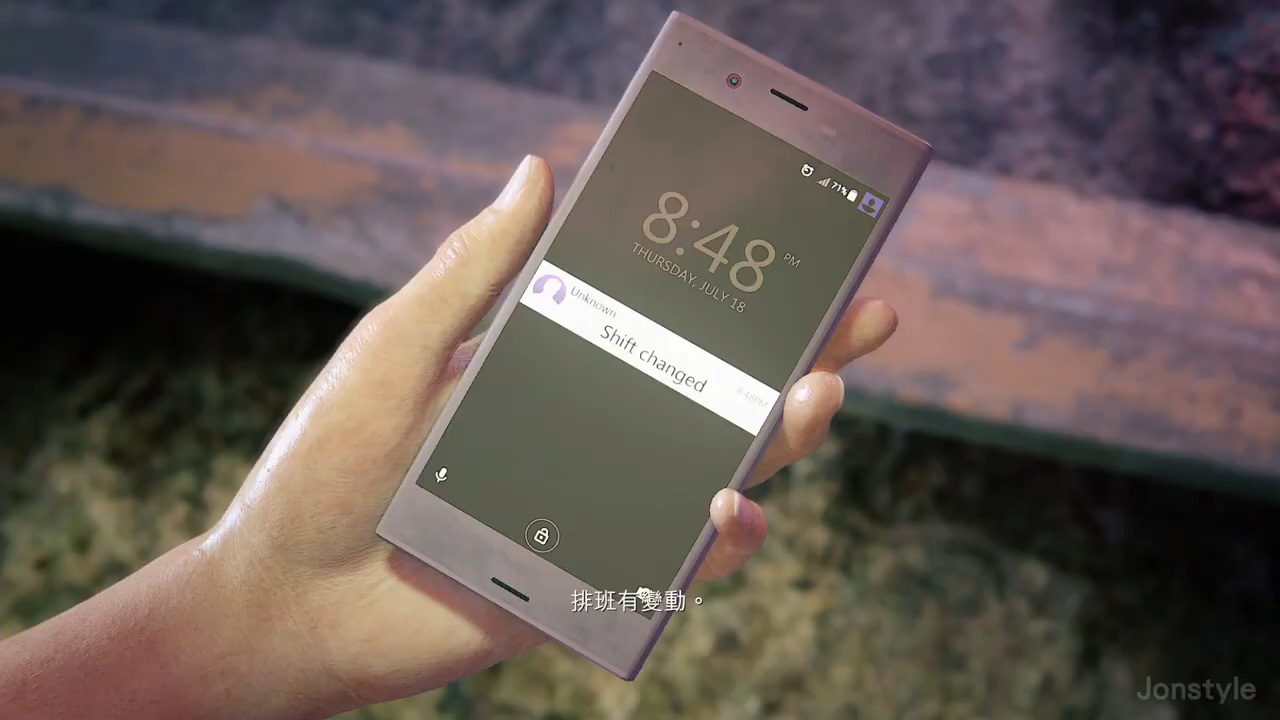 71%
8:48 PM
THURSDAY, JULY 18
Unknown
Shift changed
8:48PM
排班有變動。
Jonstyle